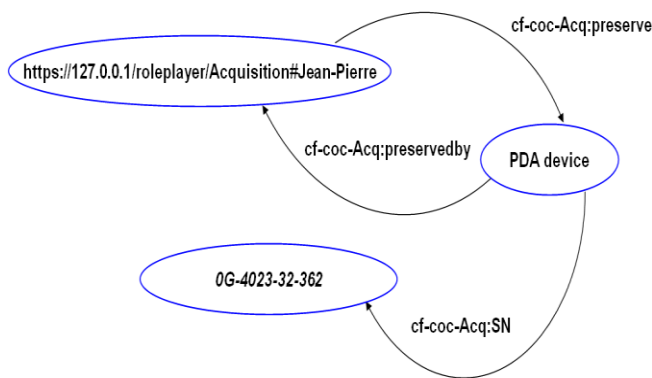 cf-coc-Acq:preserve
https://127.0.0.1/roleplayer/Acquisition#Jean-Pierre
cf-coc-Acq:preservedby
PDA device
0G-4023-32-362
cf-coc-Acq:SN